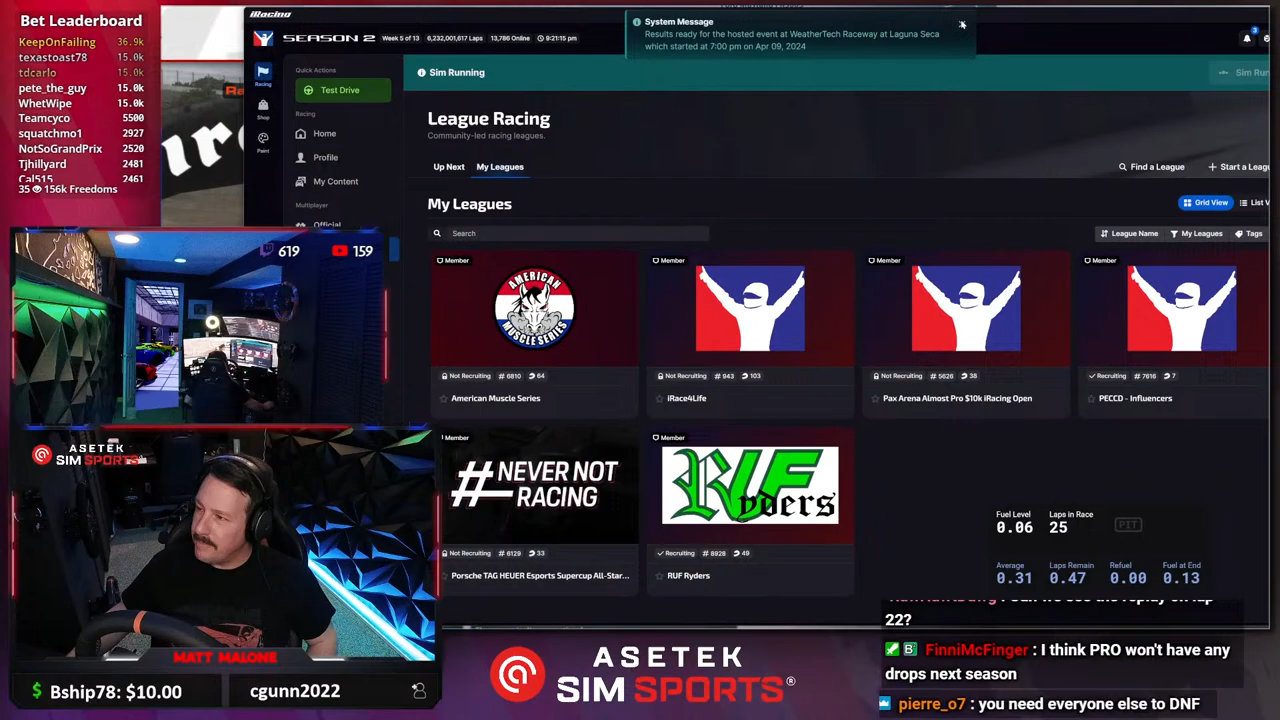 Bet Leaderboard
KeepOnFailing 36.9k
texastoast78 15.0k
tdcarlo 15.0k
pete_the_guy 15.0k
WhetWipe 15.0k
Teamcyco 5500
squatchmo1 2927
NotSoGrandPrix 2520
Tjhillyard 2481
Cal515 2461
35 156k Freedoms
iRacing
SEASON 2 Week 5 of 13 6,232,001,617 Laps 13,786 Online 9:21:15 pm
System Message
Results ready for the hosted event at WeatherTech Raceway at Laguna Seca
which started at 7:00 pm on Apr 09, 2024
3
Racing
Shop
Paint
Quick Actions
Test Drive
Racing
Home
Profile
My Content
Multiplayer
Official
Sim Running
League Racing
Community-led racing leagues.
Up Next My Leagues
Find a League
Start a
My Leagues
Grid View
List
Search
League Name My Leagues Tags
Member
AMERICAN
MUSCLE SERIES
Not Recruiting # 6810 64
American Muscle Series
Member
Not Recruiting # 943 103
iRace4Life
Member
Not Recruiting # 5626 38
Pax Arena Almost Pro $10k iRacing Open
Member
Recruiting # 7616 7
PECCD - Influencers
Member
#NEVER NOT
RACING
Not Recruiting # 6129 33
Porsche TAG HEUER Esports Supercup All-Star...
Member
RUF
Ryders
Recruiting # 8928 49
RUF Ryders
619 159
ASETEK
SIM SPORTS
MATT MALONE
$ Bship78: $10.00
cgunn2022
ASETEK
SIM SPORTS®
Fuel Level Laps in Race
0.06 25 PIT
Average Laps Remain Refuel Fuel at End
0.31 0.47 0.00 0.13
22?
FinniMcFinger : I think PRO won't have any
drops next season
pierre_o7 : you need everyone else to DNF